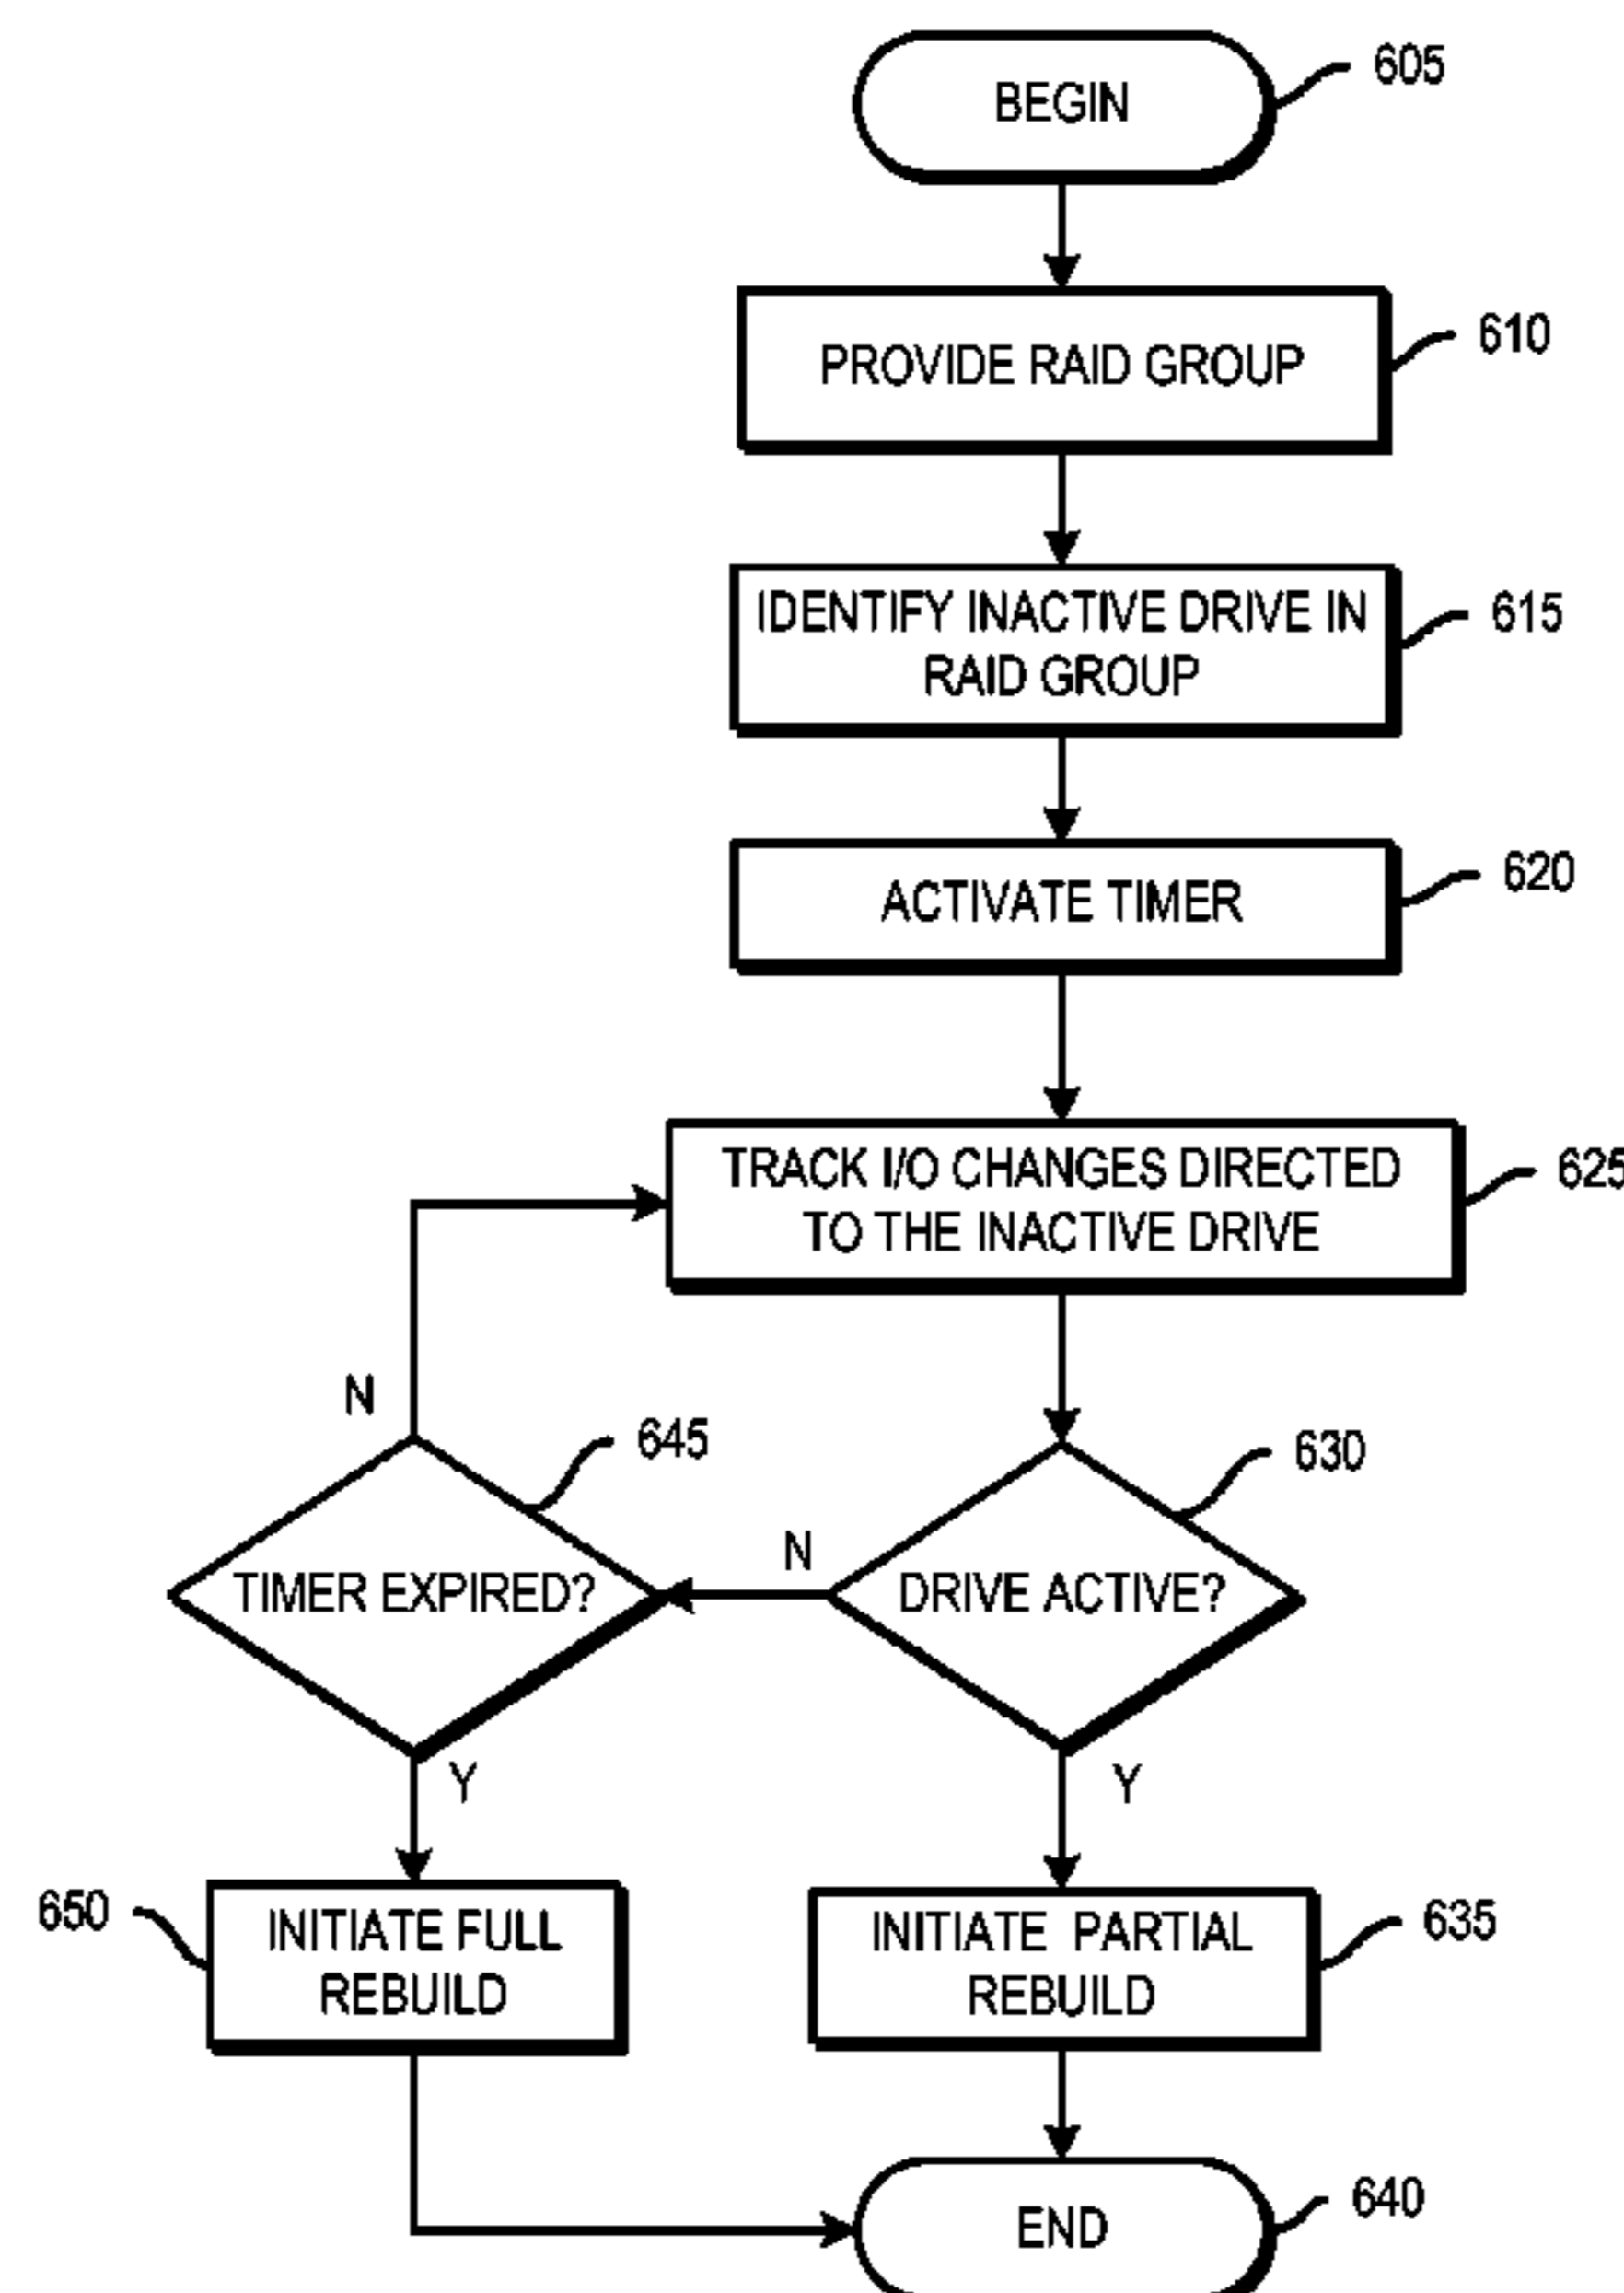 BEGIN
605
PROVIDE RAID GROUP
610
IDENTIFY INACTIVE DRIVE IN
RAID GROUP
615
ACTIVATE TIMER
620
TRACK I/O CHANGES DIRECTED
TO THE INACTIVE DRIVE
625
N
645
630
TIMER EXPIRED?
N
DRIVE ACTIVE?
Y
Y
650
INITIATE FULL
REBUILD
INITIATE PARTIAL
REBUILD
635
END
640